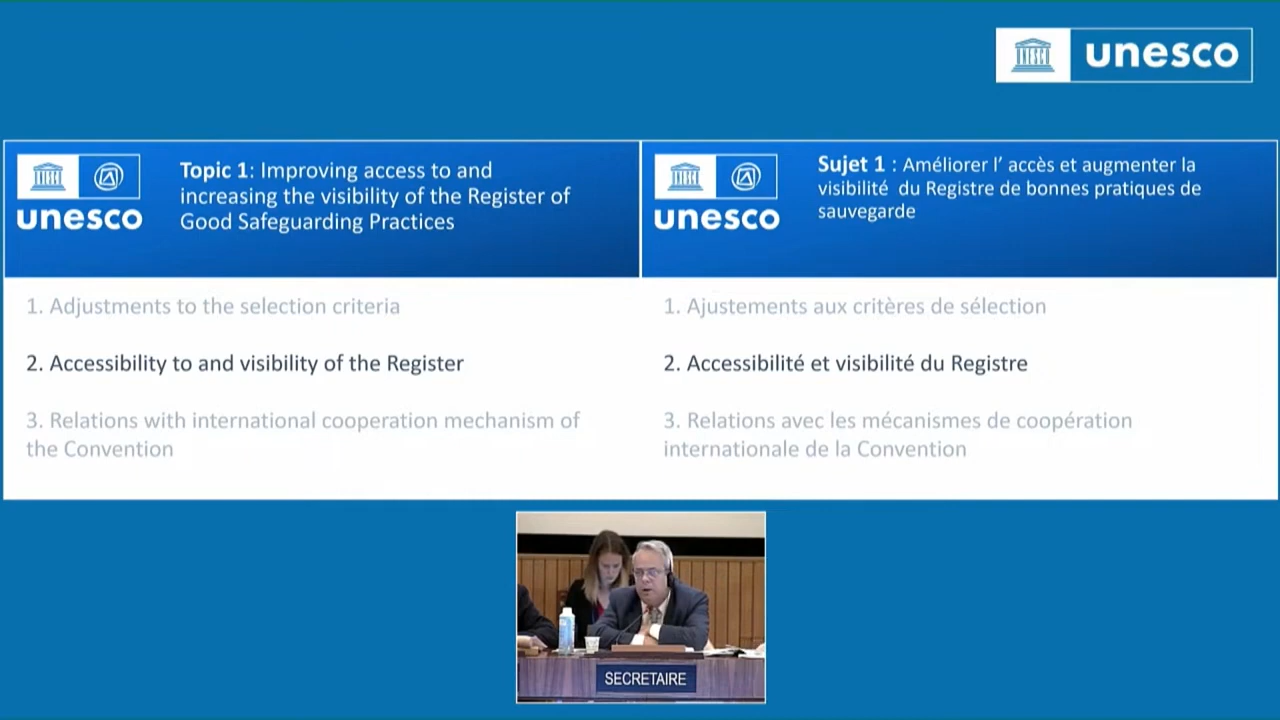 unesco
unesco
Topic 1: Improving access to and
increasing the visibility of the Register of
Good Safeguarding Practices
1. Adjustments to the selection criteria
2. Accessibility to and visibility of the Register
3. Relations with international cooperation mechanism of
the Convention
unesco
Sujet 1 : Améliorer l’ accès et augmenter la
visibilité du Registre de bonnes pratiques de
sauvegarde
1. Ajustements aux critères de sélection
2. Accessibilité et visibilité du Registre
3. Relations avec les mécanismes de coopération
internationale de la Convention
SECRETAIRE